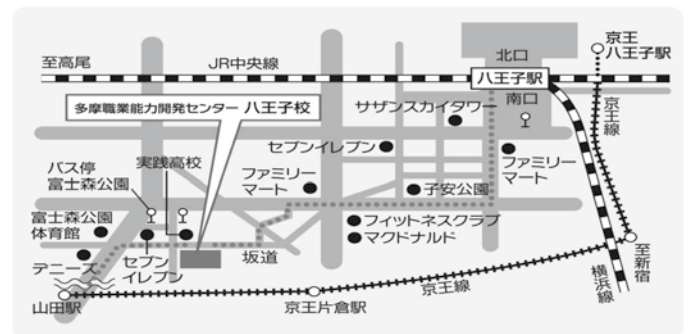 至高尾
JR中央線
北口
京王
八王子駅
八王子駅
南口
京王線
多摩職業能力開発センター 八王子校
サザンスカイタワー
セブンイレブン
ファミリー
マート
バス停
富士森公園
実践高校
ファミリー
マート
子安公園
富士森公園
体育館
フィットネスクラブ
マクドナルド
デニーズ
セブン
イレブン
坂道
至新宿
横浜線
山田駅
京王片倉駅
京王線